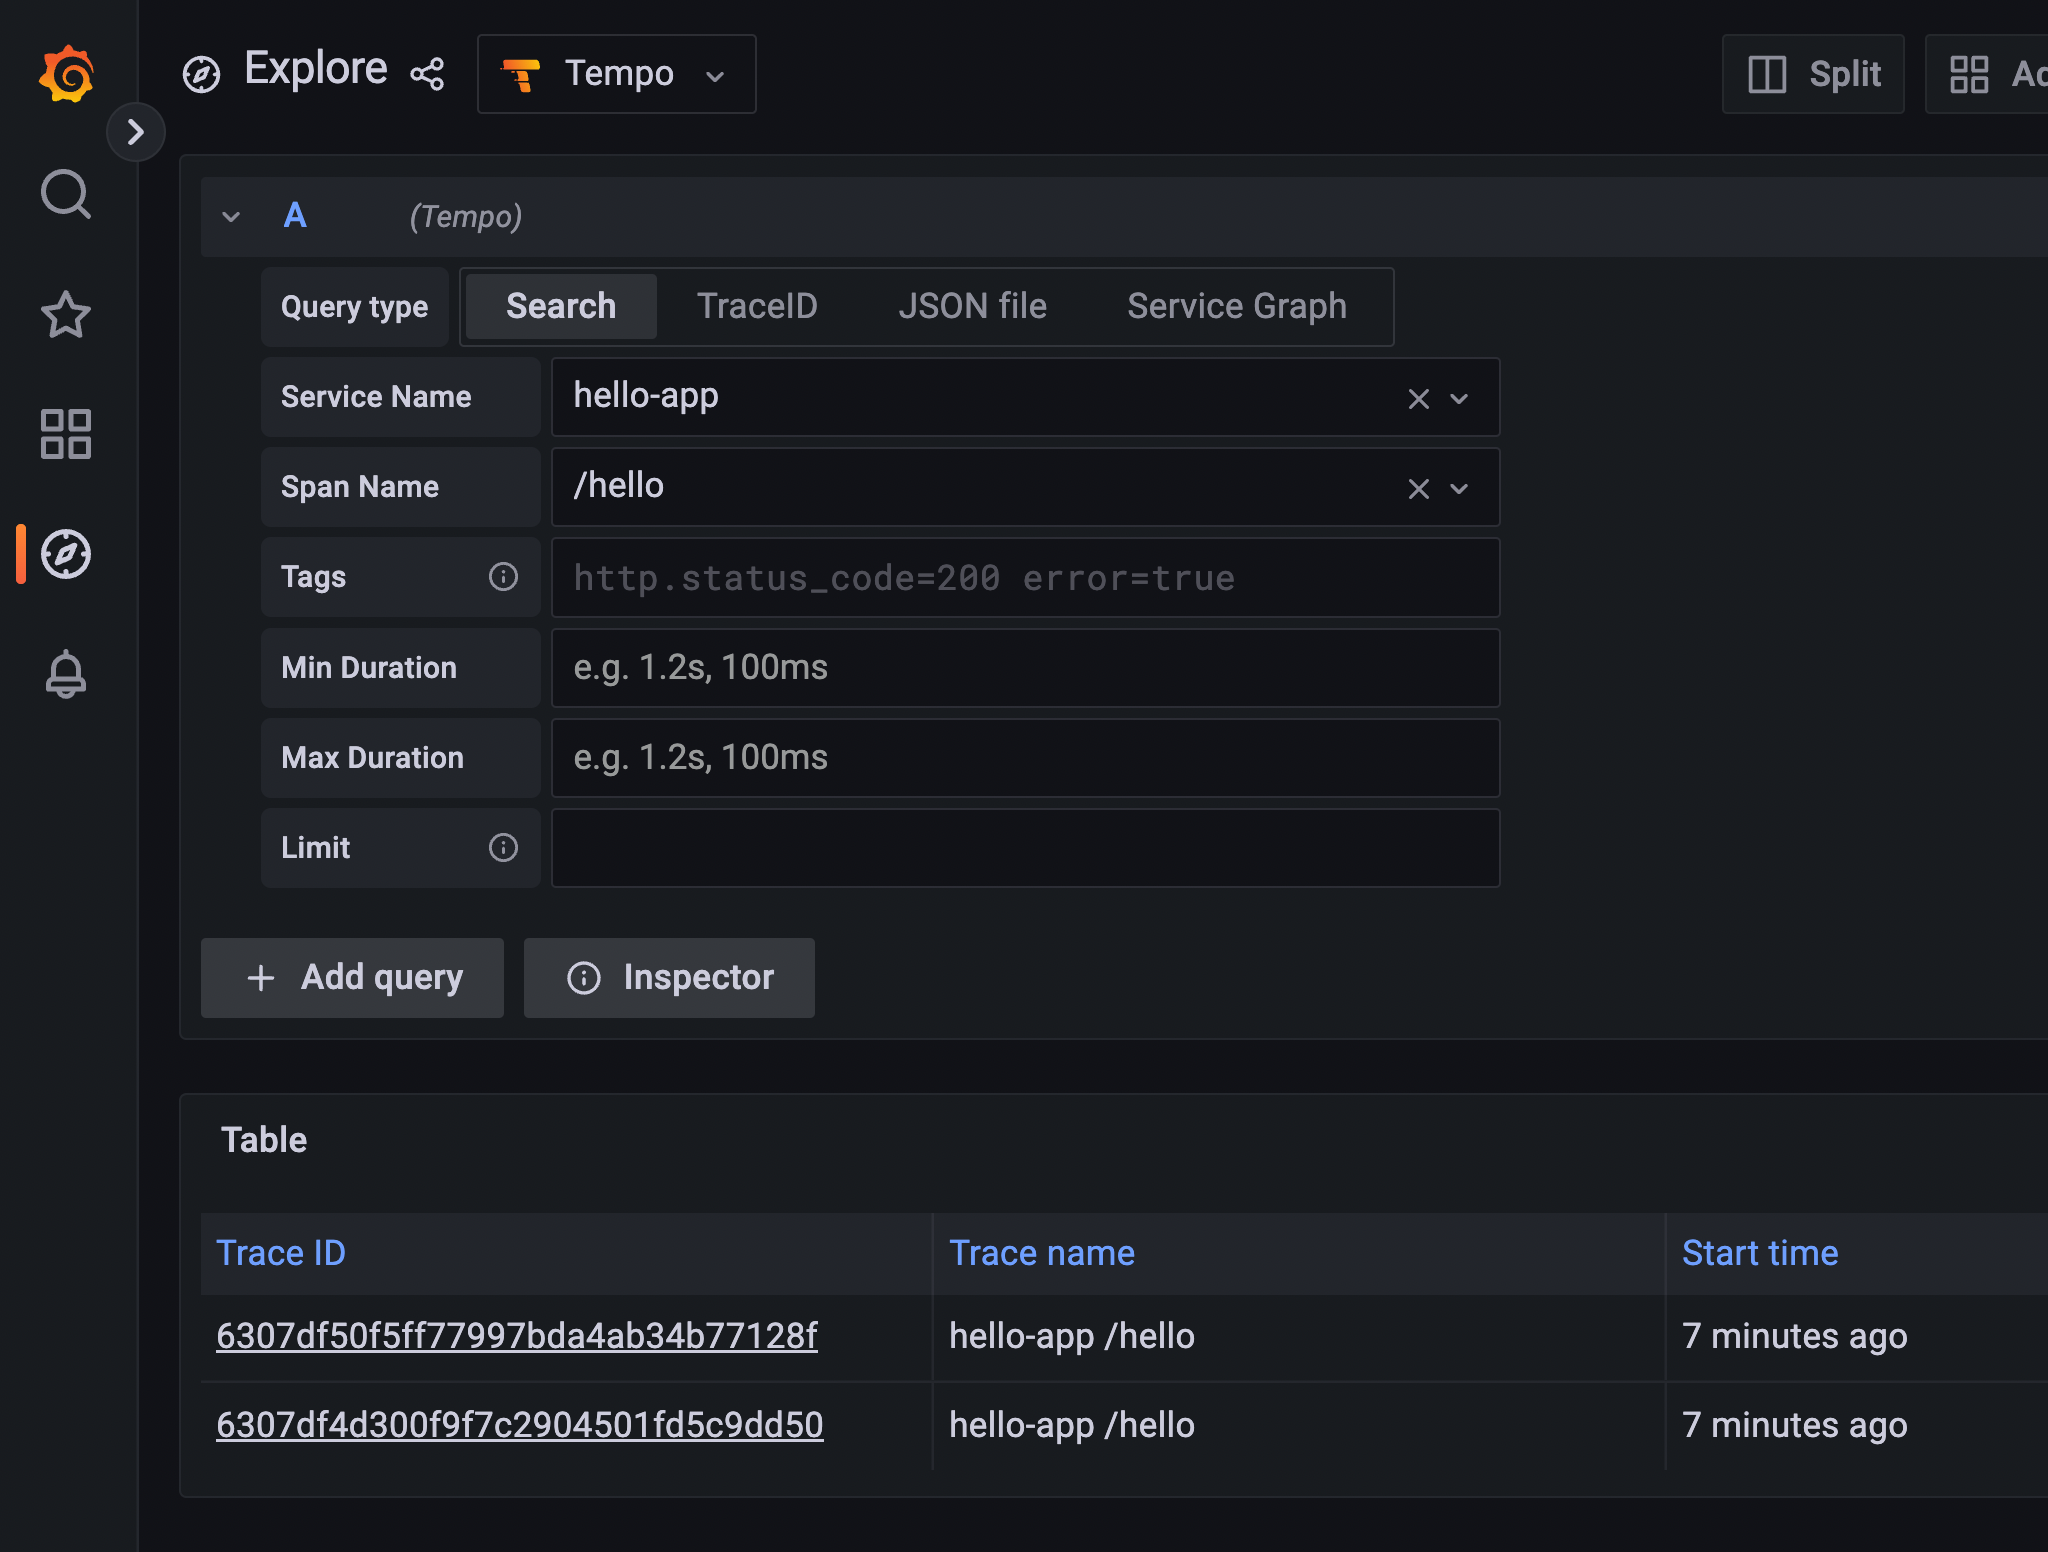 Explore Tempo Split
A (Tempo)
Query type Search TraceID JSON file Service Graph
Service Name hello-app
Span Name /hello
Tags http.status_code=200 error=true
Min Duration e.g. 1.2s, 100ms
Max Duration e.g. 1.2s, 100ms
Limit
Add query Inspector
Table
Trace ID Trace name Start time
6307df50f5ff77997bda4ab34b77128f hello-app /hello 7 minutes ago
6307df4d300f9f7c2904501fd5c9dd50 hello-app /hello 7 minutes ago